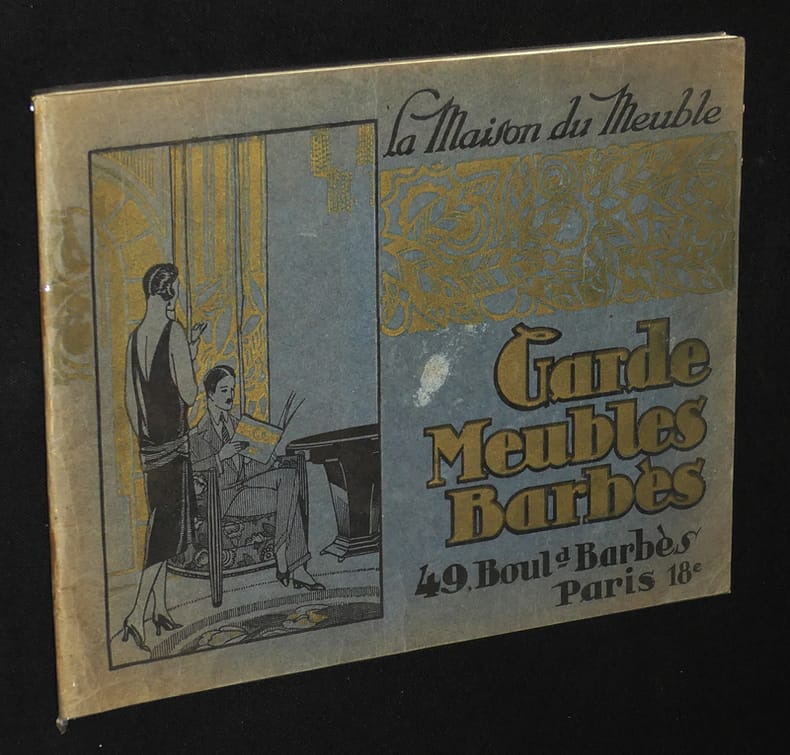 La Maison du Meuble
Garde
Meubles
Barbès
49, Boul.d Barbès
Paris 18e